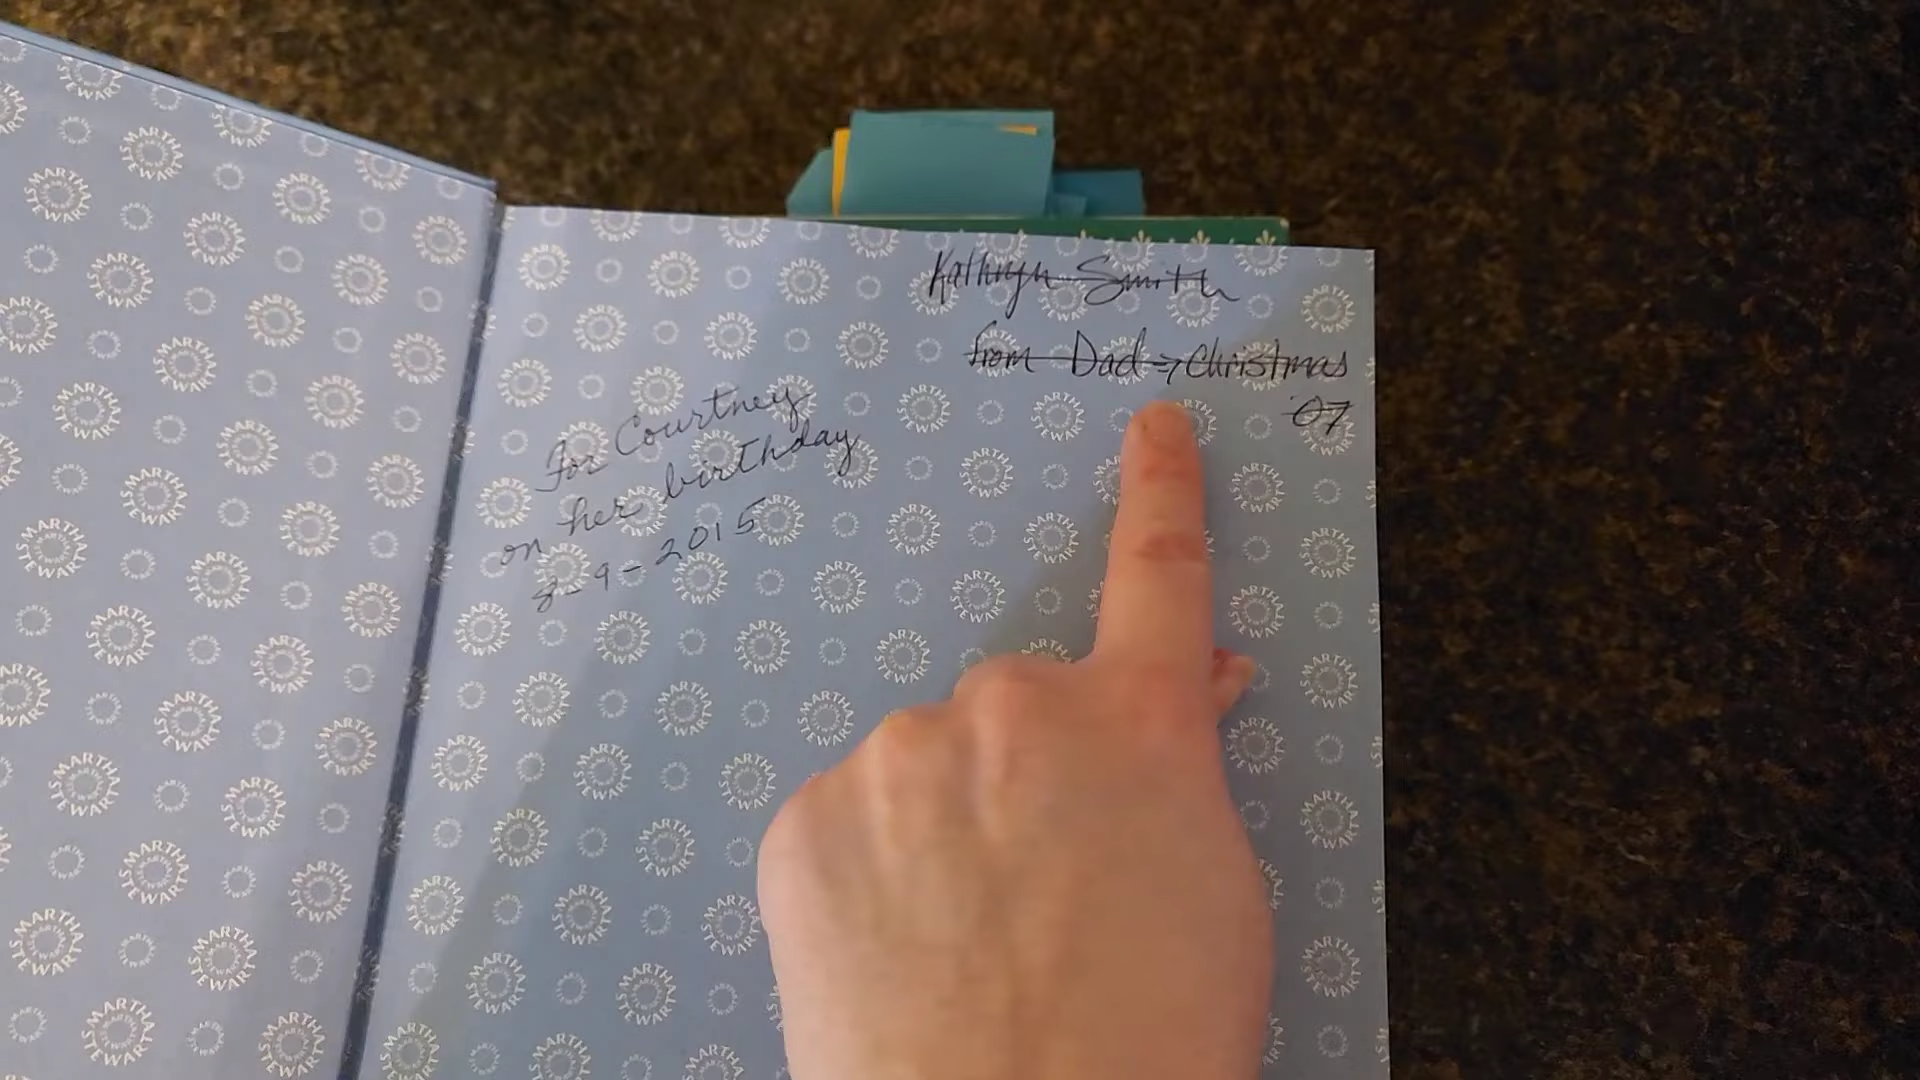 Kathryn Smith
from Dad → Christmas
'07
For Courtney
on her birthday
8-9-2015
MARTHA STEWART